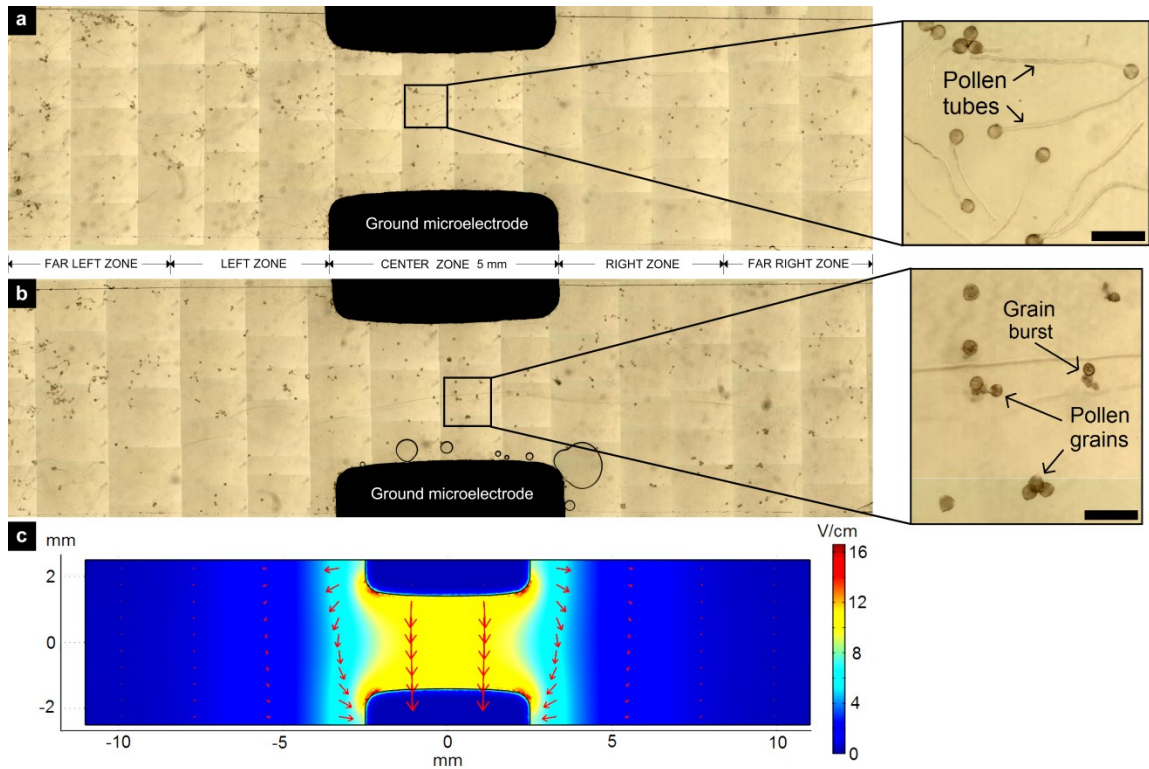 a
Pollen
tubes
Ground microelectrode
FAR LEFT ZONE
LEFT ZONE
CENTER ZONE 5 mm
RIGHT ZONE
FAR RIGHT ZONE
b
Grain
burst
Pollen
grains
Ground microelectrode
c
mm
V/cm
2
0
-2
-10
-5
0
5
10
mm
16
12
8
4
0